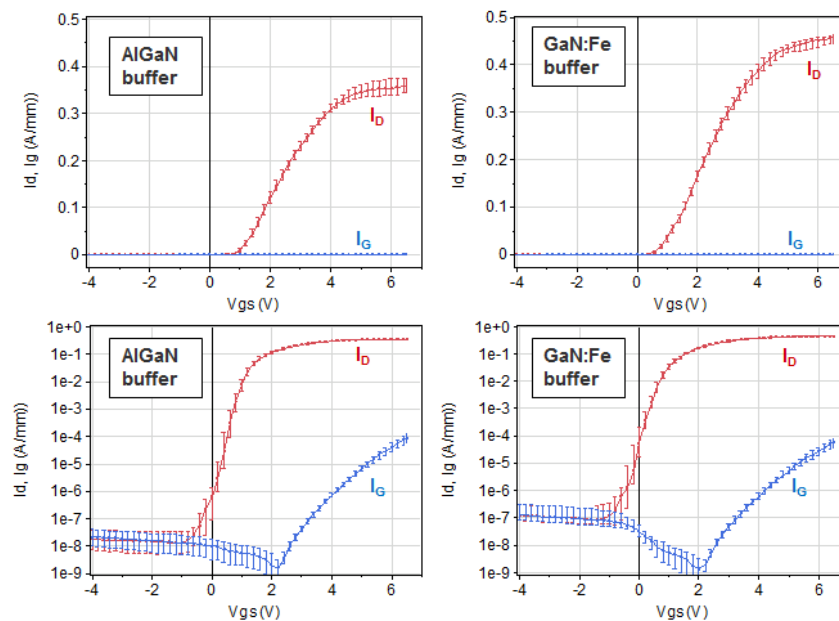 Id, Ig (A/mm))
0.5
0.4
0.3
0.2
0.1
0
AlGaN
buffer
I_D
I_G
-4 -2 0 2 4 6
Vgs (V)
Id, Ig (A/mm))
0.5
0.4
0.3
0.2
0.1
0
GaN:Fe
buffer
I_D
I_G
-4 -2 0 2 4 6
Vgs (V)
Id, Ig (A/mm))
1e+0
1e-1
1e-2
1e-3
1e-4
1e-5
1e-6
1e-7
1e-8
1e-9
AlGaN
buffer
I_D
I_G
-4 -2 0 2 4 6
Vgs (V)
Id, Ig (A/mm))
1e+0
1e-1
1e-2
1e-3
1e-4
1e-5
1e-6
1e-7
1e-8
1e-9
GaN:Fe
buffer
I_D
I_G
-4 -2 0 2 4 6
Vgs (V)